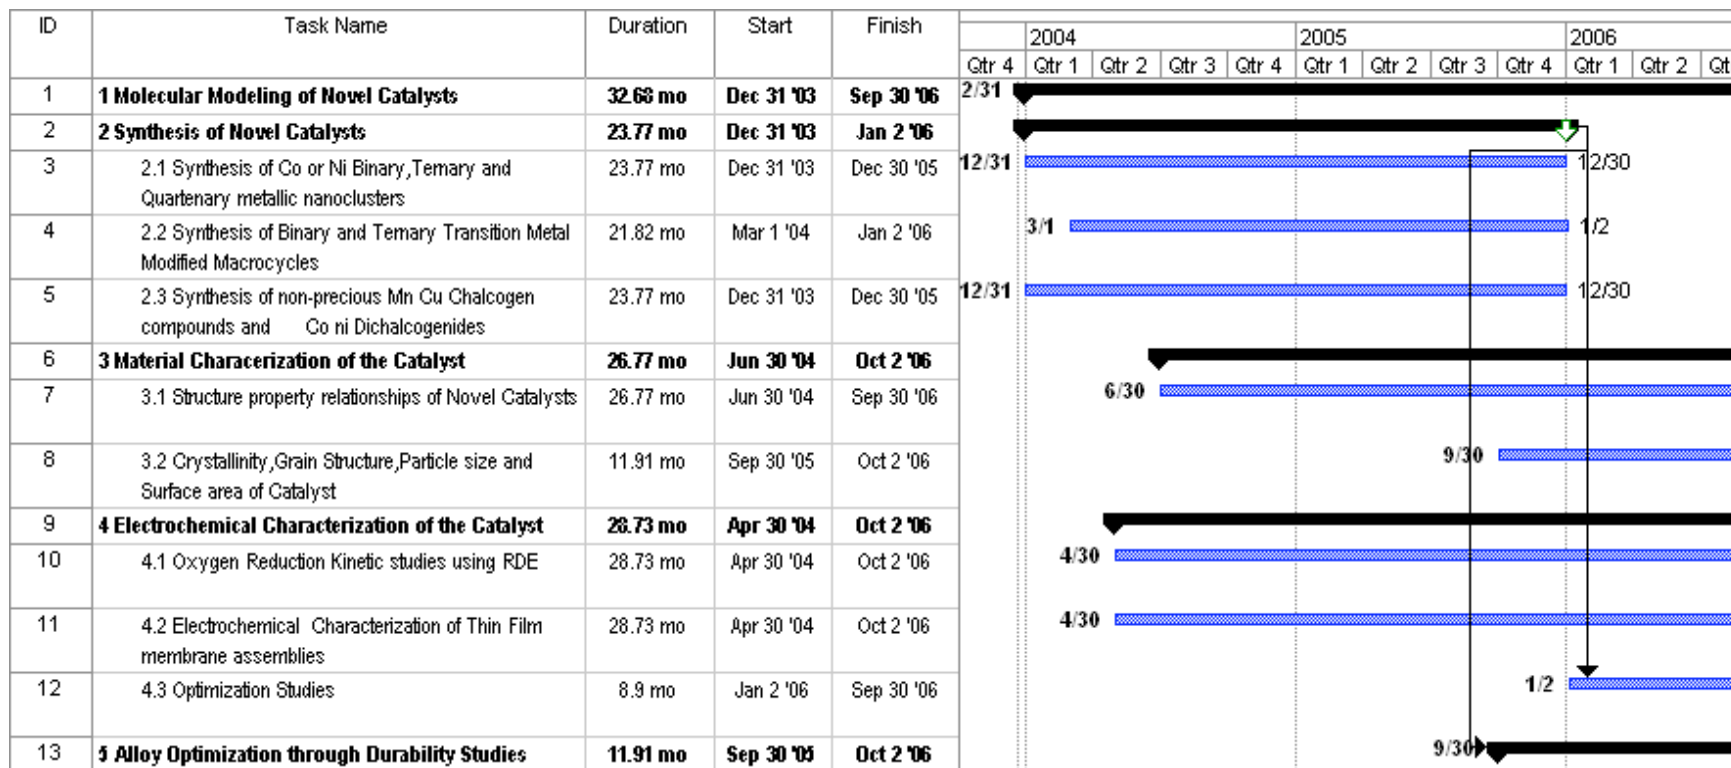 ID Task Name Duration Start Finish
2004 2005 2006
Qtr 4 Qtr 1 Qtr 2 Qtr 3 Qtr 4 Qtr 1 Qtr 2 Qtr 3 Qtr 4 Qtr 1 Qtr 2 Qt
1 1 Molecular Modeling of Novel Catalysts 32.68 mo Dec 31 '03 Sep 30 '06 2/31
2 2 Synthesis of Novel Catalysts 23.77 mo Dec 31 '03 Jan 2 '06
3 2.1 Synthesis of Co or Ni Binary,Ternary and 23.77 mo Dec 31 '03 Dec 30 '05 12/31 12/30
Quartenary metallic nanoclusters
4 2.2 Synthesis of Binary and Ternary Transition Metal 21.82 mo Mar 1 '04 Jan 2 '06 3/1 1/2
Modified Macrocycles
5 2.3 Synthesis of non-precious Mn Cu Chalcogen 23.77 mo Dec 31 '03 Dec 30 '05 12/31 12/30
compounds and Co ni Dichalcogenides
6 3 Material Characerization of the Catalyst 26.77 mo Jun 30 '04 Oct 2 '06
7 3.1 Structure property relationships of Novel Catalysts 26.77 mo Jun 30 '04 Sep 30 '06 6/30
8 3.2 Crystallinity,Grain Structure,Particle size and 11.91 mo Sep 30 '05 Oct 2 '06 9/30
Surface area of Catalyst
9 4 Electrochemical Characterization of the Catalyst 28.73 mo Apr 30 '04 Oct 2 '06
10 4.1 Oxygen Reduction Kinetic studies using RDE 28.73 mo Apr 30 '04 Oct 2 '06 4/30
11 4.2 Electrochemical Characterization of Thin Film 28.73 mo Apr 30 '04 Oct 2 '06 4/30
membrane assemblies
12 4.3 Optimization Studies 8.9 mo Jan 2 '06 Sep 30 '06 1/2
13 5 Alloy Optimization through Durability Studies 11.91 mo Sep 30 '05 Oct 2 '06 9/30